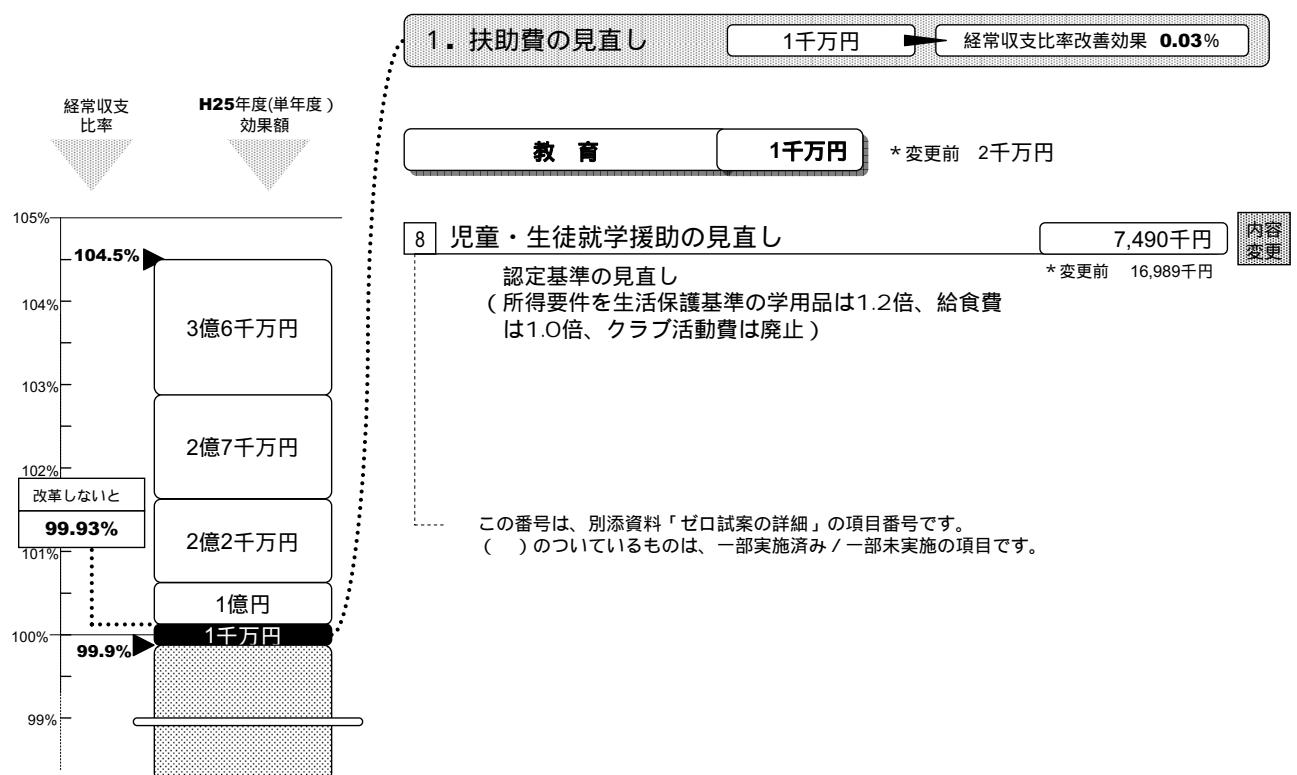 1．扶助費の見直し
1千万円
経常収支比率改善効果 0.03%
経常収支
比率
H25年度(単年度)
効果額
教 育
1千万円
*変更前 2千万円
8 児童・生徒就学援助の見直し
7,490千円
内容
変更
*変更前 16,989千円
認定基準の見直し
(所得要件を生活保護基準の学用品は1.2倍、給食費
は1.0倍、クラブ活動費は廃止)
105%
104.5%
104%
3億6千万円
103%
2億7千万円
102%
改革しないと
99.93%
101%
2億2千万円
1億円
100%
1千万円
99.9%
99%
この番号は、別添資料「ゼロ試案の詳細」の項目番号です。
( )のついているものは、一部実施済み/一部未実施の項目です。